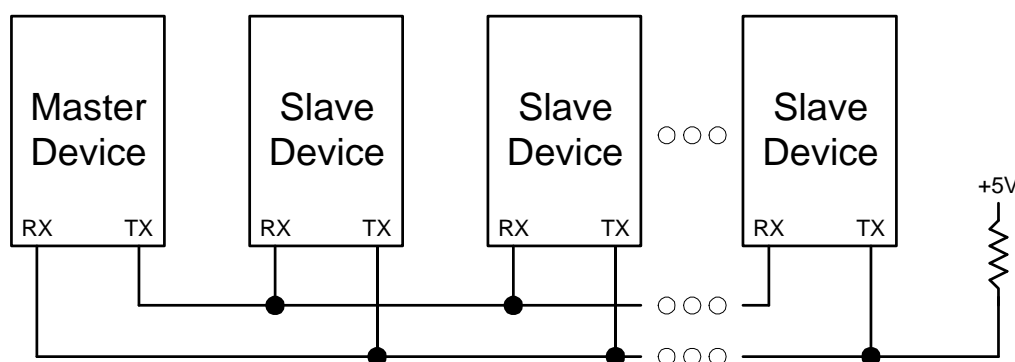 Master
Device
RX TX
Slave
Device
RX TX
Slave
Device
RX TX
Slave
Device
RX TX
+5V